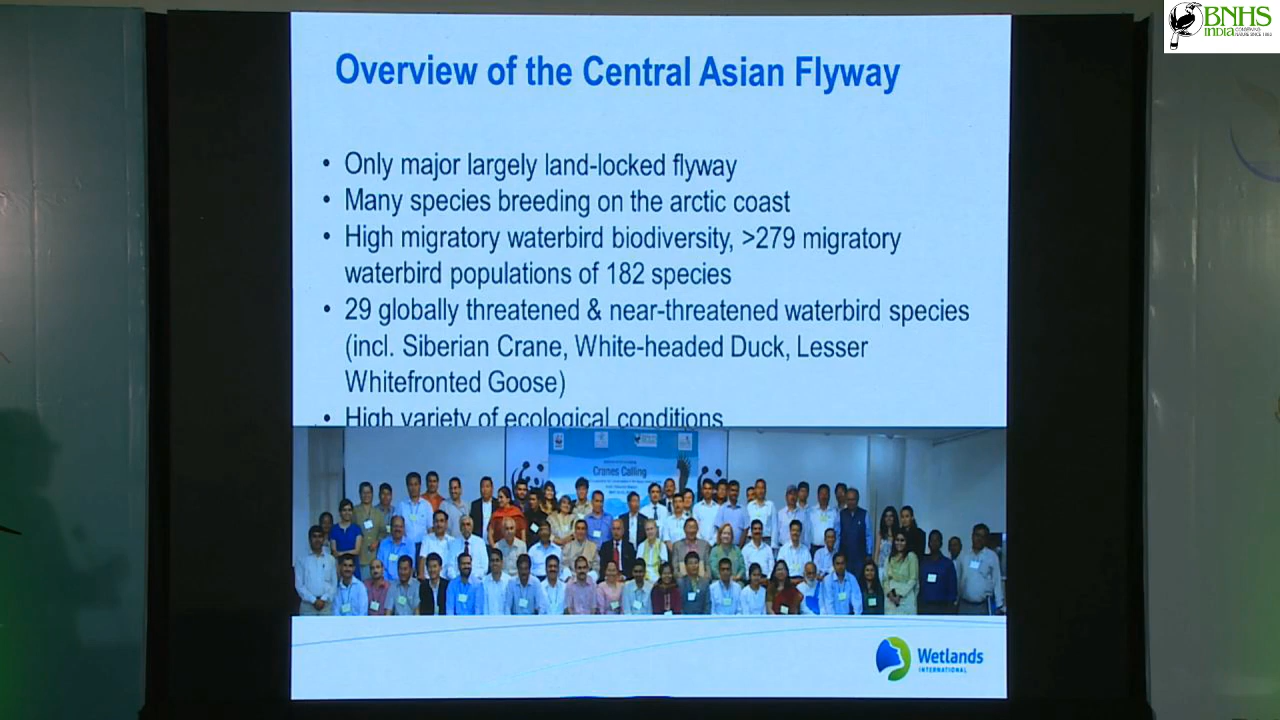 BNHS
INDIA
Overview of the Central Asian Flyway
• Only major largely land-locked flyway
• Many species breeding on the arctic coast
• High migratory waterbird biodiversity, >279 migratory
waterbird populations of 182 species
• 29 globally threatened & near-threatened waterbird species
(incl. Siberian Crane, White-headed Duck, Lesser
Whitefronted Goose)
• High variety of ecological conditions
Cranes Calling
Wetlands
INTERNATIONAL